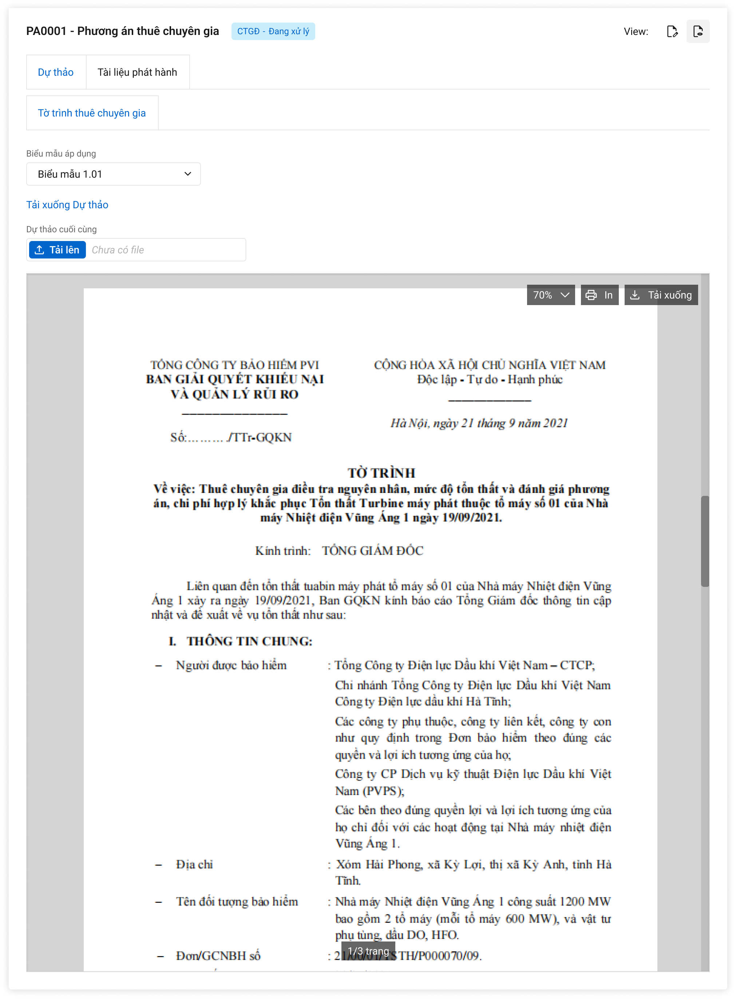 PA0001 - Phương án thuê chuyên gia
CTGĐ - Đang xử lý
View:
Dự thảo
Tài liệu phát hành
Tờ trình thuê chuyên gia
Biểu mẫu áp dụng
Biểu mẫu 1.01
Tải xuống Dự thảo
Dự thảo cuối cùng
Tải lên
Chưa có file
70%
In
Tải xuống
TỔNG CÔNG TY BẢO HIỂM PVI
BAN GIẢI QUYẾT KHIẾU NẠI
VÀ QUẢN LÝ RỦI RO
Số:………./TTr-GQKN
CỘNG HÒA XÃ HỘI CHỦ NGHĨA VIỆT NAM
Độc lập - Tự do - Hạnh phúc
Hà Nội, ngày 21 tháng 9 năm 2021
TỜ TRÌNH
Về việc: Thuê chuyên gia điều tra nguyên nhân, mức độ tổn thất và đánh giá phương
án, chi phí hợp lý khắc phục Tổn thất Turbine máy phát thuộc tổ máy số 01 của Nhà
máy Nhiệt điện Vũng Áng 1 ngày 19/09/2021.
Kính trình: TỔNG GIÁM ĐỐC
Liên quan đến tổn thất tuabin máy phát tổ máy số 01 của Nhà máy Nhiệt điện Vũng
Áng 1 xảy ra ngày 19/09/2021, Ban GQKN kính báo cáo Tổng Giám đốc thông tin cập
nhật và đề xuất về vụ tổn thất như sau:
I. THÔNG TIN CHUNG:
– Người được bảo hiểm : Tổng Công ty Điện lực Dầu khí Việt Nam – CTCP;
Chi nhánh Tổng Công ty Điện lực Dầu khí Việt Nam
Công ty Điện lực dầu khí Hà Tĩnh;
Các công ty phụ thuộc, công ty liên kết, công ty con
như quy định trong Đơn bảo hiểm theo đúng các
quyền và lợi ích tương ứng của họ;
Công ty CP Dịch vụ kỹ thuật Điện lực Dầu khí Việt
Nam (PVPS);
Các bên theo đúng quyền lợi và lợi ích tương ứng của
họ chỉ đối với các hoạt động tại Nhà máy nhiệt điện
Vũng Áng 1.
– Địa chỉ : Xóm Hải Phong, xã Kỳ Lợi, thị xã Kỳ Anh, tỉnh Hà
Tĩnh.
– Tên đối tượng bảo hiểm : Nhà máy Nhiệt điện Vũng Áng 1 công suất 1200 MW
bao gồm 2 tổ máy (mỗi tổ máy 600 MW), và vật tư
phụ tùng, dầu DO, HFO.
– Đơn/GCNBH số : 21/00/01/TSTH/P000070/09.
1/3 trang